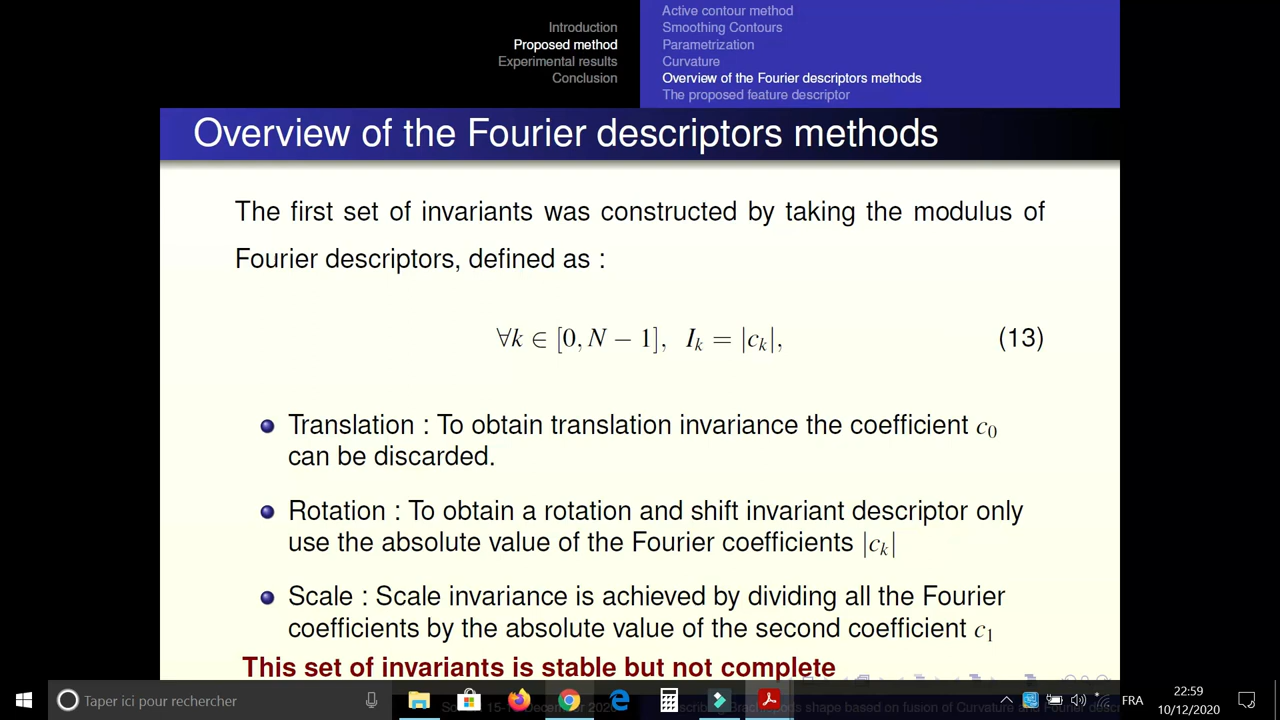 Introduction
Proposed method
Experimental results
Conclusion
Active contour method
Smoothing Contours
Parametrization
Curvature
Overview of the Fourier descriptors methods
The proposed feature descriptor
Overview of the Fourier descriptors methods
The first set of invariants was constructed by taking the modulus of
Fourier descriptors, defined as :
∀k ∈ [0, N − 1], I_k = |c_k|, (13)
Translation : To obtain translation invariance the coefficient c_0
can be discarded.
Rotation : To obtain a rotation and shift invariant descriptor only
use the absolute value of the Fourier coefficients |c_k|
Scale : Scale invariance is achieved by dividing all the Fourier
coefficients by the absolute value of the second coefficient c_1
This set of invariants is stable but not complete
Taper ici pour rechercher
FRA
22:59
10/12/2020